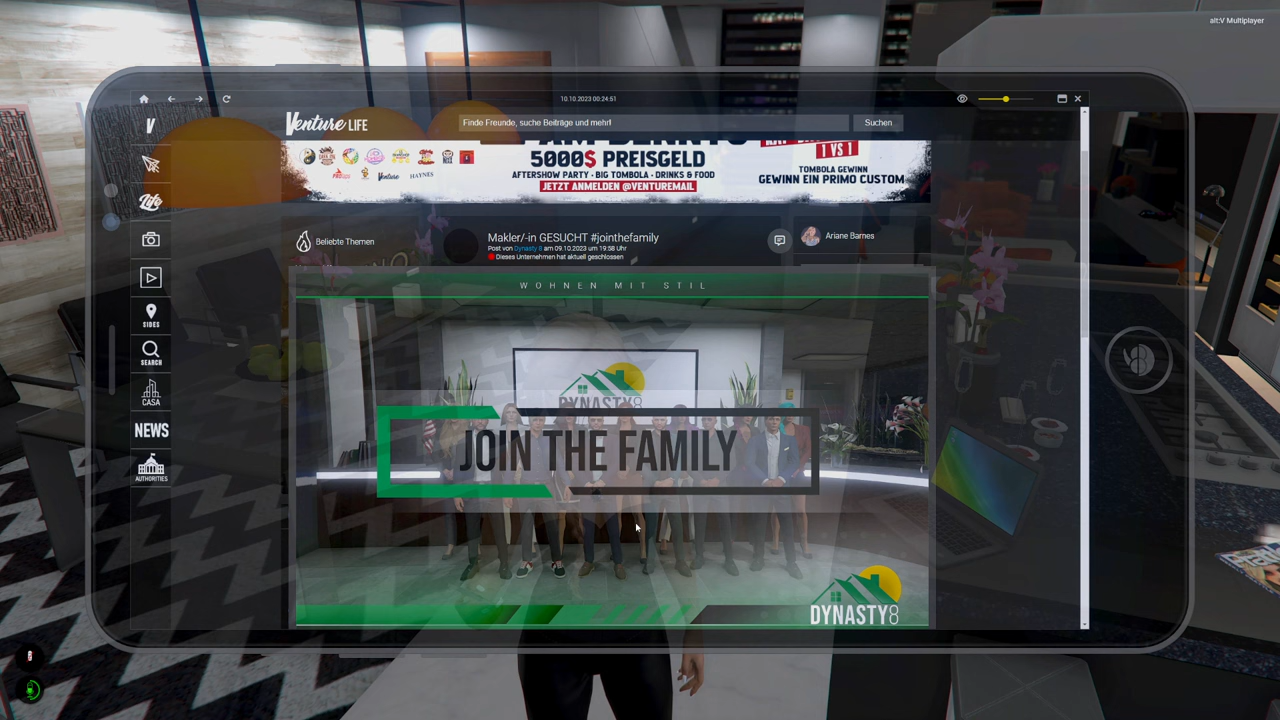 alt:V Multiplayer
10.10.2023 00:24:51
V
Venture LIFE
Finde Freunde, suche Beiträge und mehr!
Suchen
5000$ PREISGELD
AFTERSHOW PARTY · BIG TOMBOLA · DRINKS & FOOD
JETZT ANMELDEN @VENTUREMAIL
1 VS 1
TOMBOLA GEWINN
GEWINN EIN PRIMO CUSTOM
Venture
HAYNES
Life
Beliebte Themen
Makler/-in GESUCHT #jointhefamily
Post von Dynasty 8 am 09.10.2023 um 19:58 Uhr
Dieses Unternehmen hat aktuell geschlossen
Ariane Barnes
WOHNEN MIT STIL
SIDES
SEARCH
CASA
NEWS
AUTHORITIES
DYNASTY8
JOIN THE FAMILY
DYNASTY8